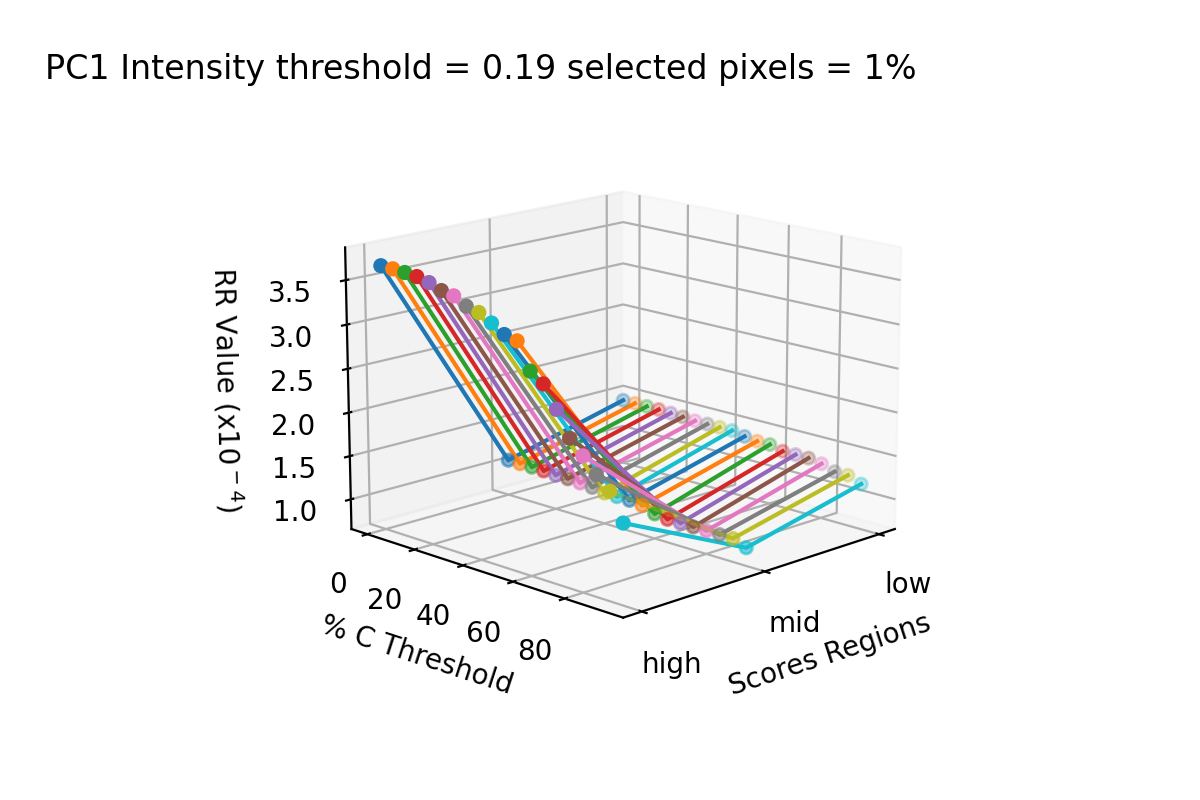 PC1 Intensity threshold = 0.19 selected pixels = 1%
RR Value (x10⁻⁴)
3.5
3.0
2.5
2.0
1.5
1.0
0
20
40
60
80
% C Threshold
high
mid
low
Scores Regions